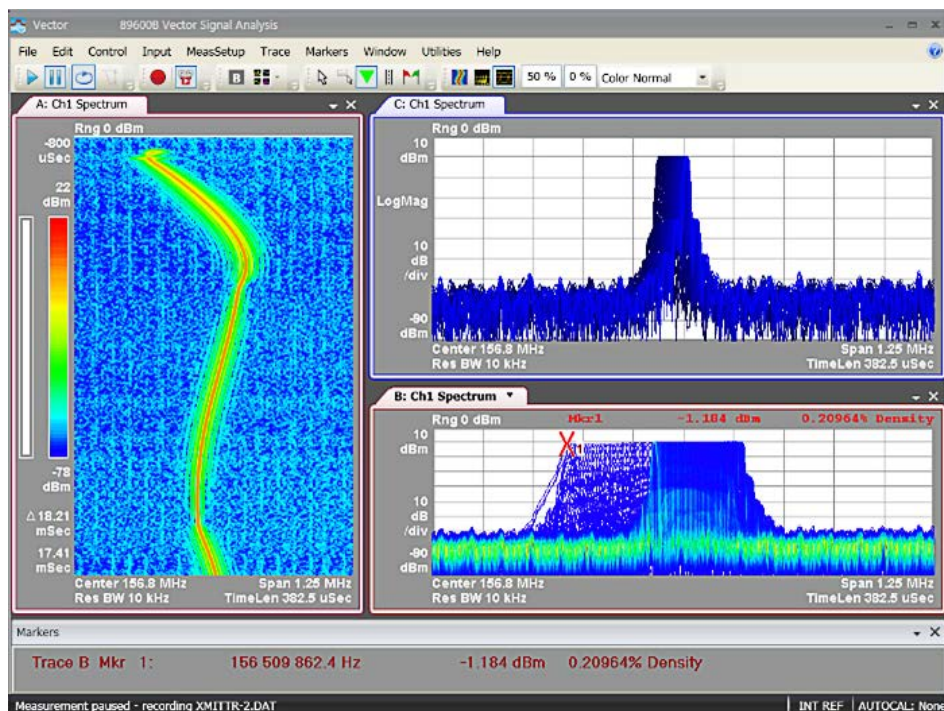 Vector 89600B Vector Signal Analysis
File Edit Control Input MeasSetup Trace Markers Window Utilities Help
B 50 % 0 % Color Normal
A: Ch1 Spectrum
Rng 0 dBm
-800
uSec
22
dBm
-78
dBm
Δ18.21
mSec
17.41
mSec
Center 156.8 MHz Span 1.25 MHz
Res BW 10 kHz TimeLen 382.5 uSec
C: Ch1 Spectrum
Rng 0 dBm
10
dBm
LogMag
10
dB
/div
-90
dBm
Center 156.8 MHz Span 1.25 MHz
Res BW 10 kHz TimeLen 382.5 uSec
B: Ch1 Spectrum
Rng 0 dBm Mkr1 -1.184 dBm 0.20964% Density
10
dBm
1
10
dB
/div
-90
dBm
Center 156.8 MHz Span 1.25 MHz
Res BW 10 kHz TimeLen 382.5 uSec
Markers
Trace B Mkr 1: 156 509 862.4 Hz -1.184 dBm 0.20964% Density
Measurement paused - recording XMITTR-2.DAT INT REF AUTOCAL: None